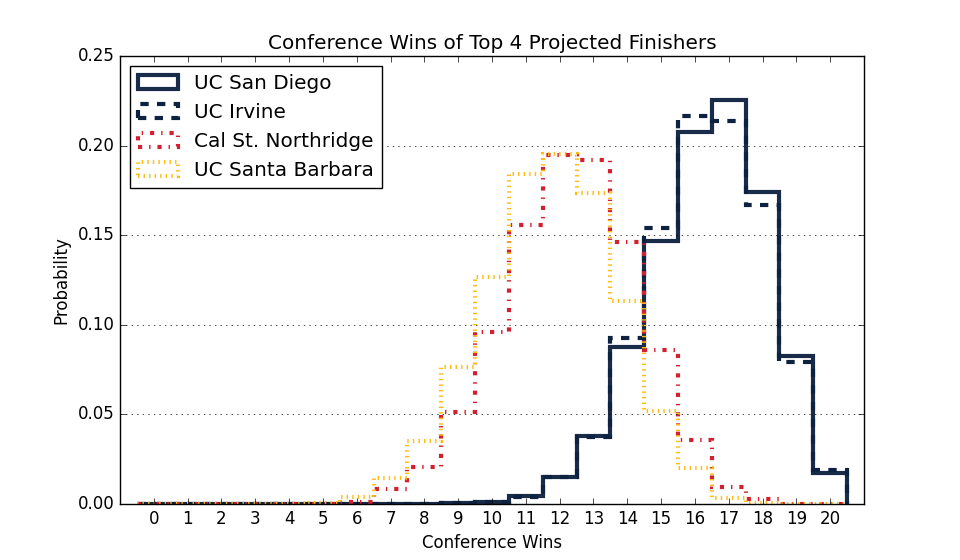 Conference Wins of Top 4 Projected Finishers
0.25
UC San Diego
UC Irvine
Cal St. Northridge
UC Santa Barbara
0.20
0.15
Probability
0.10
0.05
0.00
0 1 2 3 4 5 6 7 8 9 10 11 12 13 14 15 16 17 18 19 20
Conference Wins